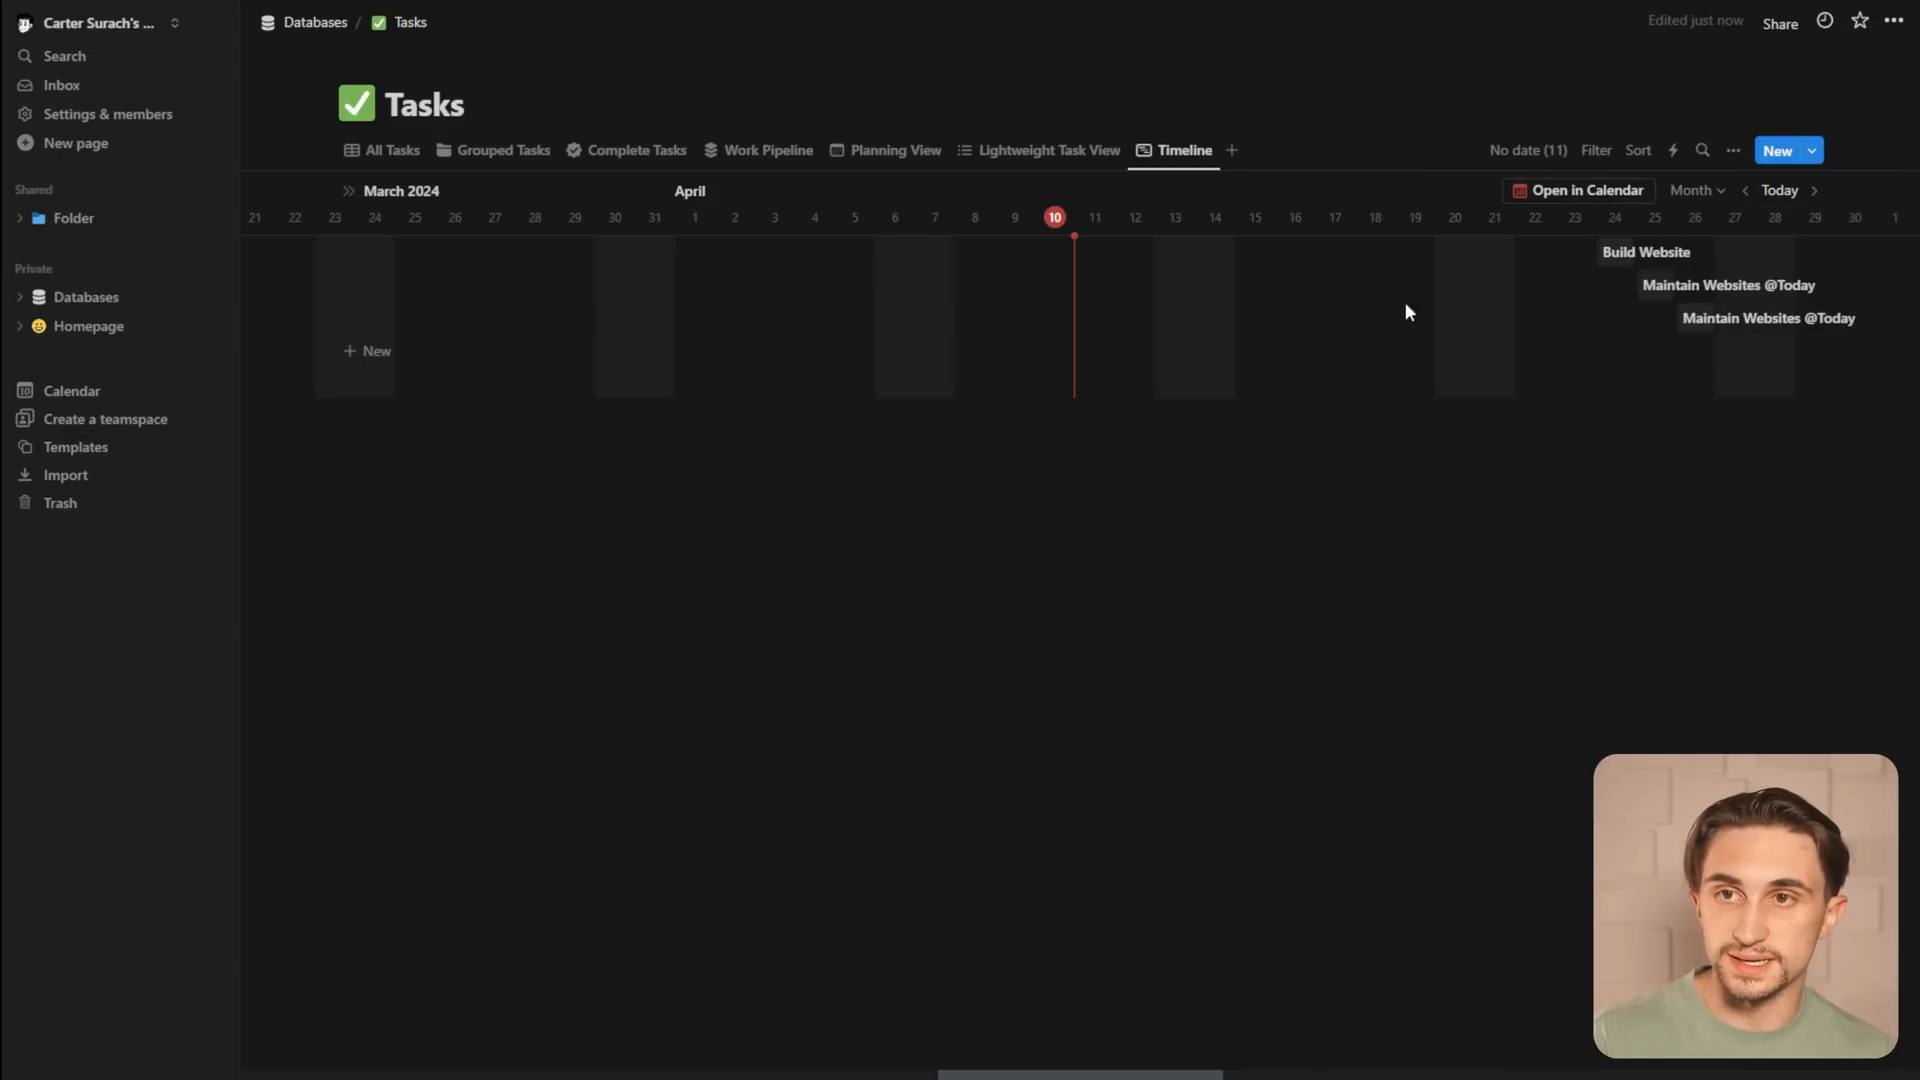 Carter Surach's ...
Search
Inbox
Settings & members
New page
Shared
Folder
Private
Databases
Homepage
Calendar
Create a teamspace
Templates
Import
Trash
Databases / Tasks
Edited just now Share
Tasks
All Tasks Grouped Tasks Complete Tasks Work Pipeline Planning View Lightweight Task View Timeline
No date (11) Filter Sort New
March 2024 April
Open in Calendar Month Today
21 22 23 24 25 26 27 28 29 30 31 1 2 3 4 5 6 7 8 9 10 11 12 13 14 15 16 17 18 19 20 21 22 23 24 25 26 27 28 29 30 1
Build Website
Maintain Websites @Today
Maintain Websites @Today
+ New